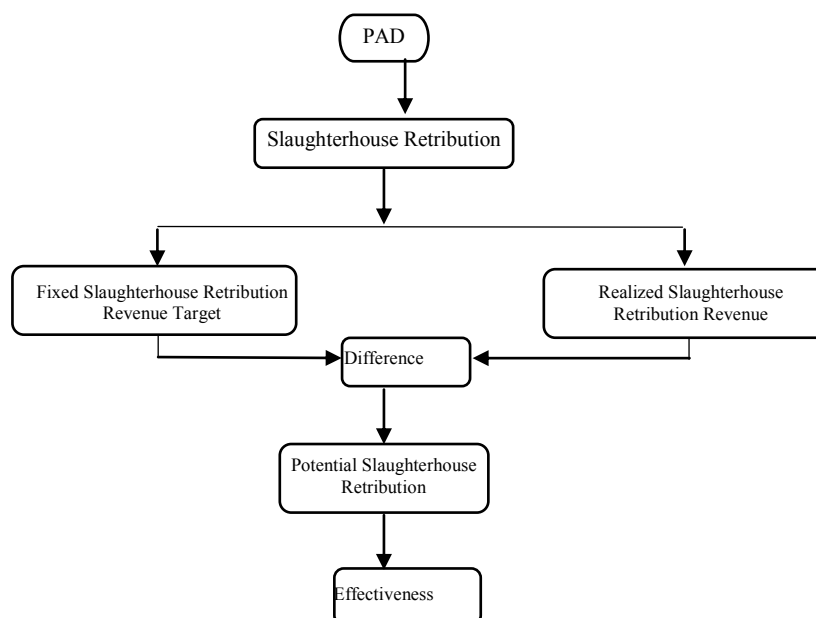 PAD
Slaughterhouse Retribution
Fixed Slaughterhouse Retribution
Revenue Target
Realized Slaughterhouse
Retribution Revenue
Difference
Potential Slaughterhouse
Retribution
Effectiveness